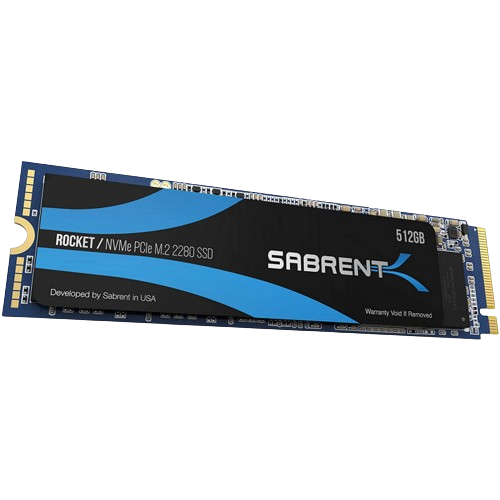 512GB
ROCKET / NVMe PCIe M.2 2280 SSD
SABRENT
Developed by Sabrent in USA
Warranty Void if Removed